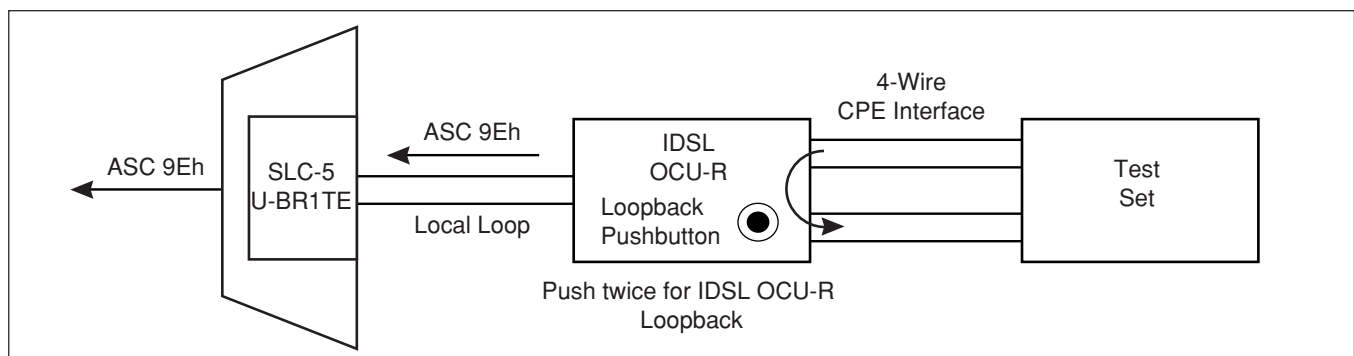 ASC 9Eh
SLC-5
U-BR1TE
ASC 9Eh
Local Loop
IDSL
OCU-R
Loopback
Pushbutton
Push twice for IDSL OCU-R
Loopback
4-Wire
CPE Interface
Test
Set